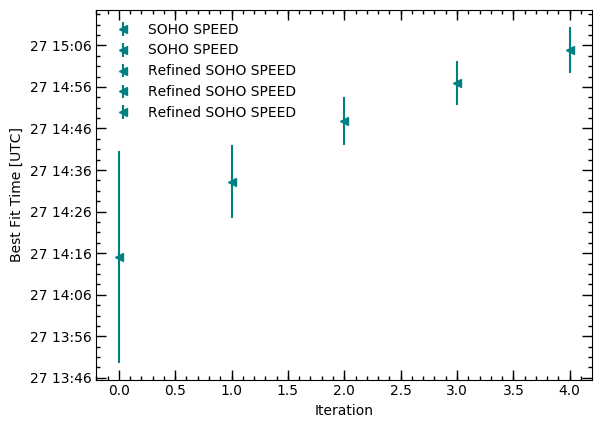 SOHO SPEED
SOHO SPEED
Refined SOHO SPEED
Refined SOHO SPEED
Refined SOHO SPEED
27 15:06
27 14:56
27 14:46
27 14:36
27 14:26
27 14:16
27 14:06
27 13:56
27 13:46
Best Fit Time [UTC]
0.0 0.5 1.0 1.5 2.0 2.5 3.0 3.5 4.0
Iteration